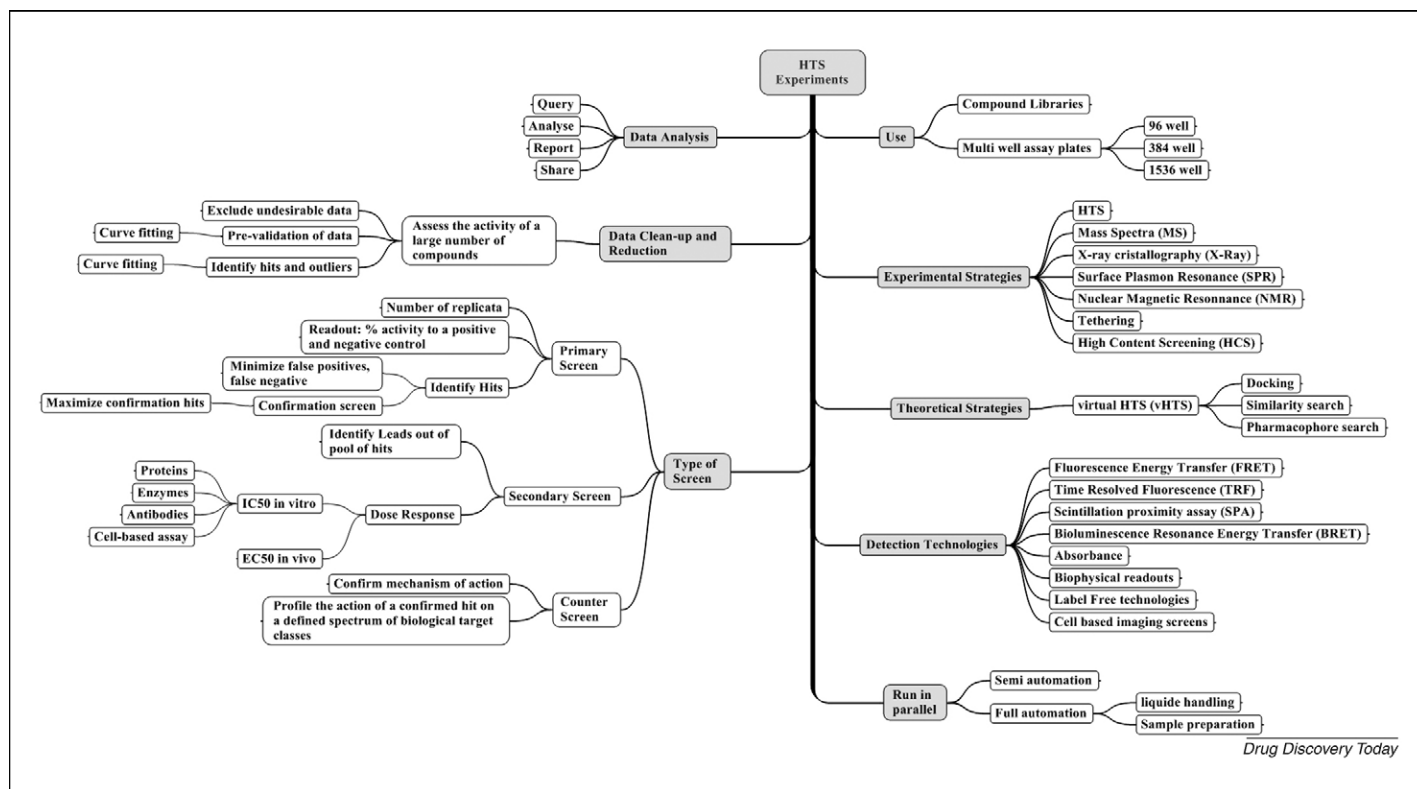 HTS
Experiments
Query
Analyse
Report
Share
Data Analysis
Use
Compound Libraries
Multi well assay plates
96 well
384 well
1536 well
Exclude undesirable data
Curve fitting
Pre-validation of data
Curve fitting
Identify hits and outliers
Assess the activity of a
large number of
compounds
Data Clean-up and
Reduction
Experimental Strategies
HTS
Mass Spectra (MS)
X-ray cristallography (X-Ray)
Surface Plasmon Resonance (SPR)
Nuclear Magnetic Resonnance (NMR)
Tethering
High Content Screening (HCS)
Number of replicata
Readout: % activity to a positive
and negative control
Minimize false positives,
false negative
Maximize confirmation hits
Confirmation screen
Identify Hits
Primary
Screen
Theoretical Strategies
virtual HTS (vHTS)
Docking
Similarity search
Pharmacophore search
Identify Leads out of
pool of hits
Proteins
Enzymes
Antibodies
Cell-based assay
IC50 in vitro
EC50 in vivo
Dose Response
Secondary Screen
Type of
Screen
Confirm mechanism of action
Profile the action of a confirmed hit on
a defined spectrum of biological target
classes
Counter
Screen
Detection Technologies
Fluorescence Energy Transfer (FRET)
Time Resolved Fluorescence (TRF)
Scintillation proximity assay (SPA)
Bioluminescence Resonance Energy Transfer (BRET)
Absorbance
Biophysical readouts
Label Free technologies
Cell based imaging screens
Run in
parallel
Semi automation
Full automation
liquide handling
Sample preparation
Drug Discovery Today